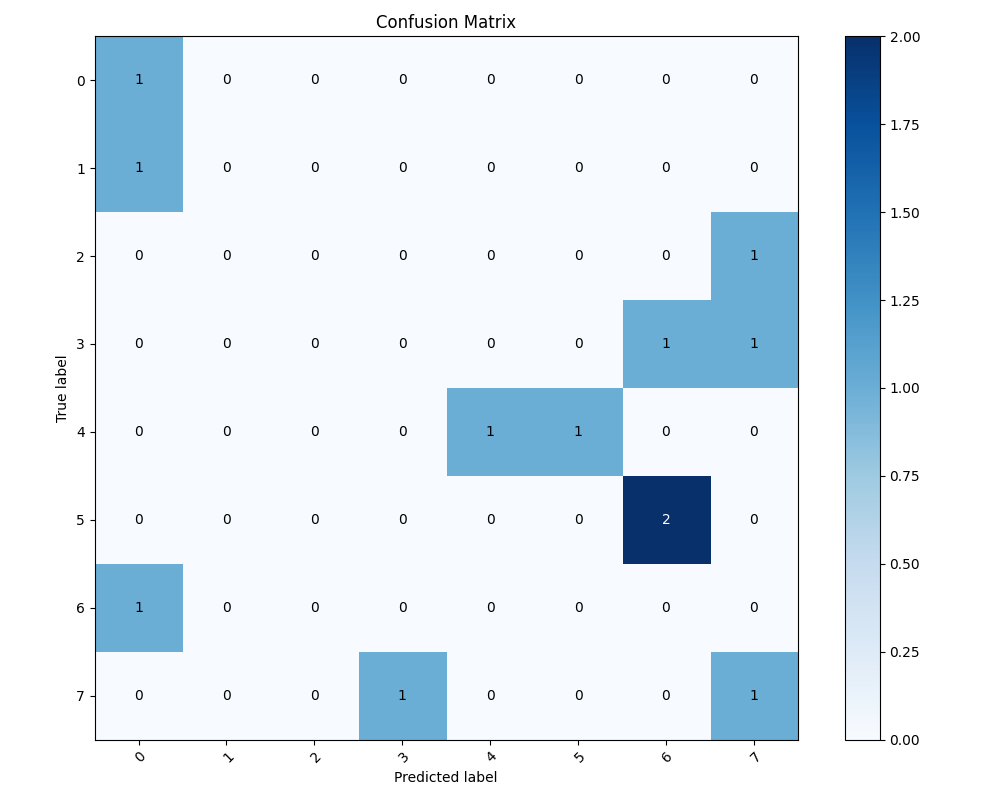 Confusion Matrix
0 1 0 0 0 0 0 0 0
1 1 0 0 0 0 0 0 0
2 0 0 0 0 0 0 0 1
3 0 0 0 0 0 0 1 1
4 0 0 0 0 1 1 0 0
5 0 0 0 0 0 0 2 0
6 1 0 0 0 0 0 0 0
7 0 0 0 1 0 0 0 1
0 1 2 3 4 5 6 7
True label
Predicted label
2.00
1.75
1.50
1.25
1.00
0.75
0.50
0.25
0.00